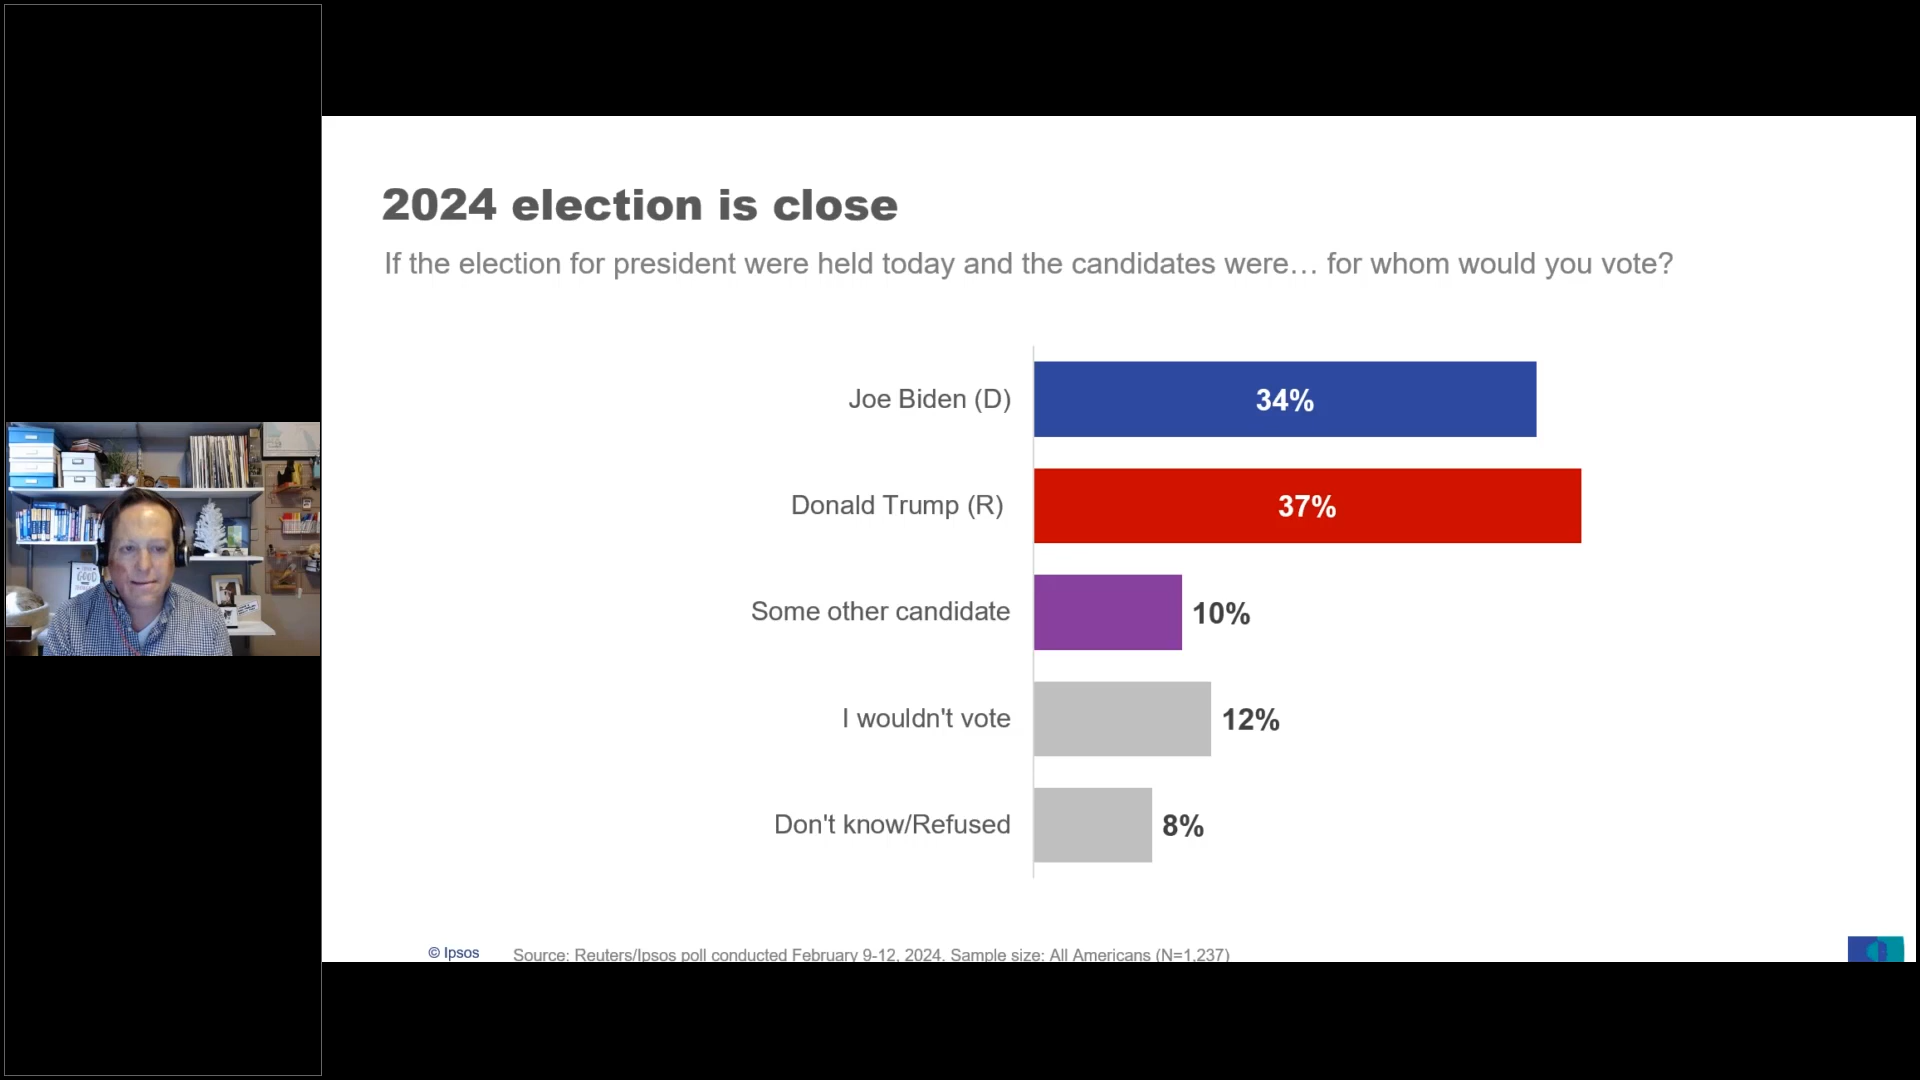 2024 election is close
If the election for president were held today and the candidates were… for whom would you vote?
Joe Biden (D)
34%
Donald Trump (R)
37%
Some other candidate
10%
I wouldn't vote
12%
Don't know/Refused
8%
© Ipsos
Source: Reuters/Ipsos poll conducted February 9-12, 2024. Sample size: All Americans (N=1,237)
GOOD